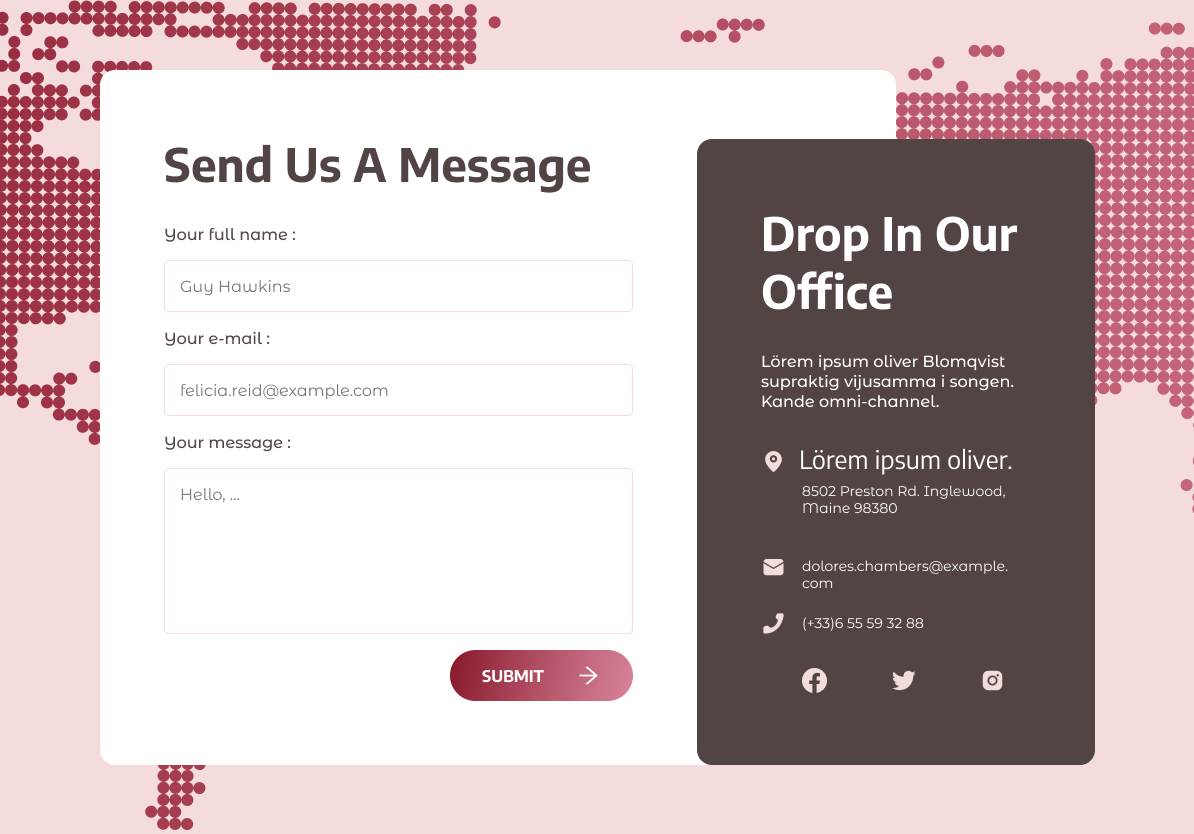 Send Us A Message
Your full name :
Guy Hawkins
Your e-mail :
felicia.reid@example.com
Your message :
Hello, ...
SUBMIT
Drop In Our
Office
Lörem ipsum oliver Blomqvist
supraktig vijusamma i songen.
Kande omni-channel.
Lörem ipsum oliver.
8502 Preston Rd. Inglewood,
Maine 98380
dolores.chambers@example.
com
(+33)6 55 59 32 88